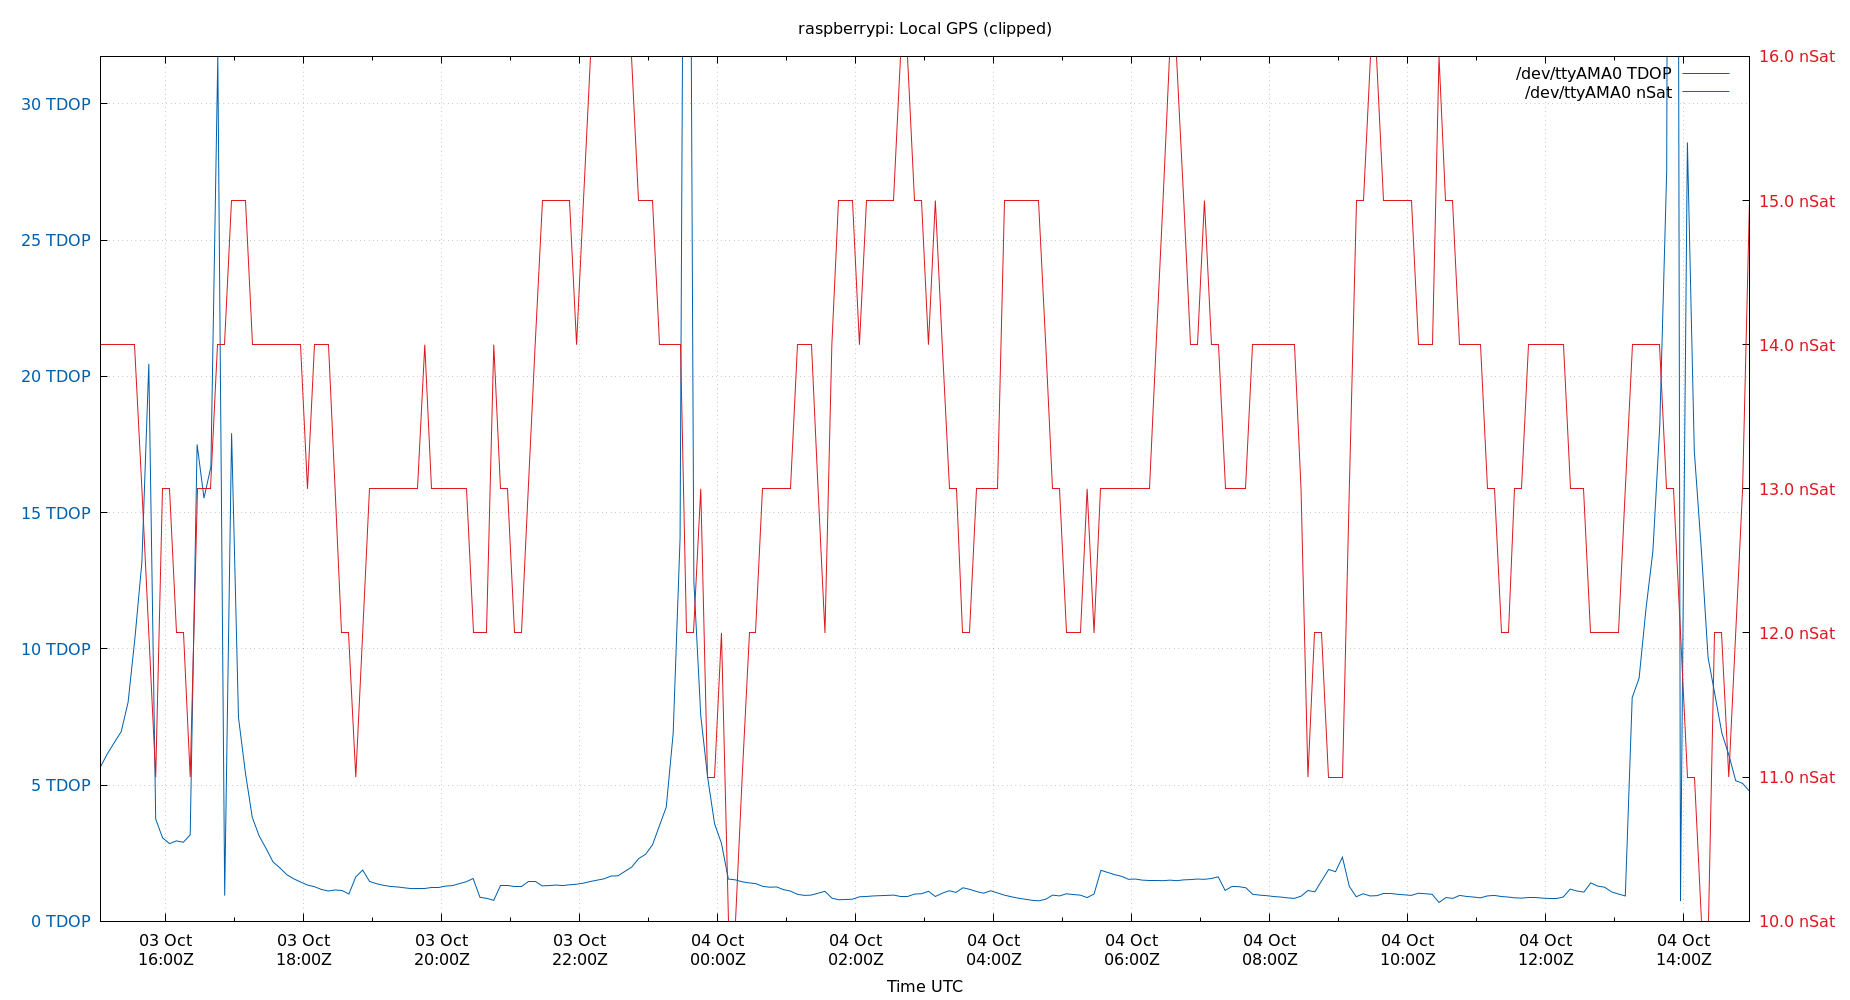 raspberrypi: Local GPS (clipped)
/dev/ttyAMA0 TDOP
/dev/ttyAMA0 nSat
30 TDOP
25 TDOP
20 TDOP
15 TDOP
10 TDOP
5 TDOP
0 TDOP
16.0 nSat
15.0 nSat
14.0 nSat
13.0 nSat
12.0 nSat
11.0 nSat
10.0 nSat
03 Oct
16:00Z
03 Oct
18:00Z
03 Oct
20:00Z
03 Oct
22:00Z
04 Oct
00:00Z
04 Oct
02:00Z
04 Oct
04:00Z
04 Oct
06:00Z
04 Oct
08:00Z
04 Oct
10:00Z
04 Oct
12:00Z
04 Oct
14:00Z
Time UTC